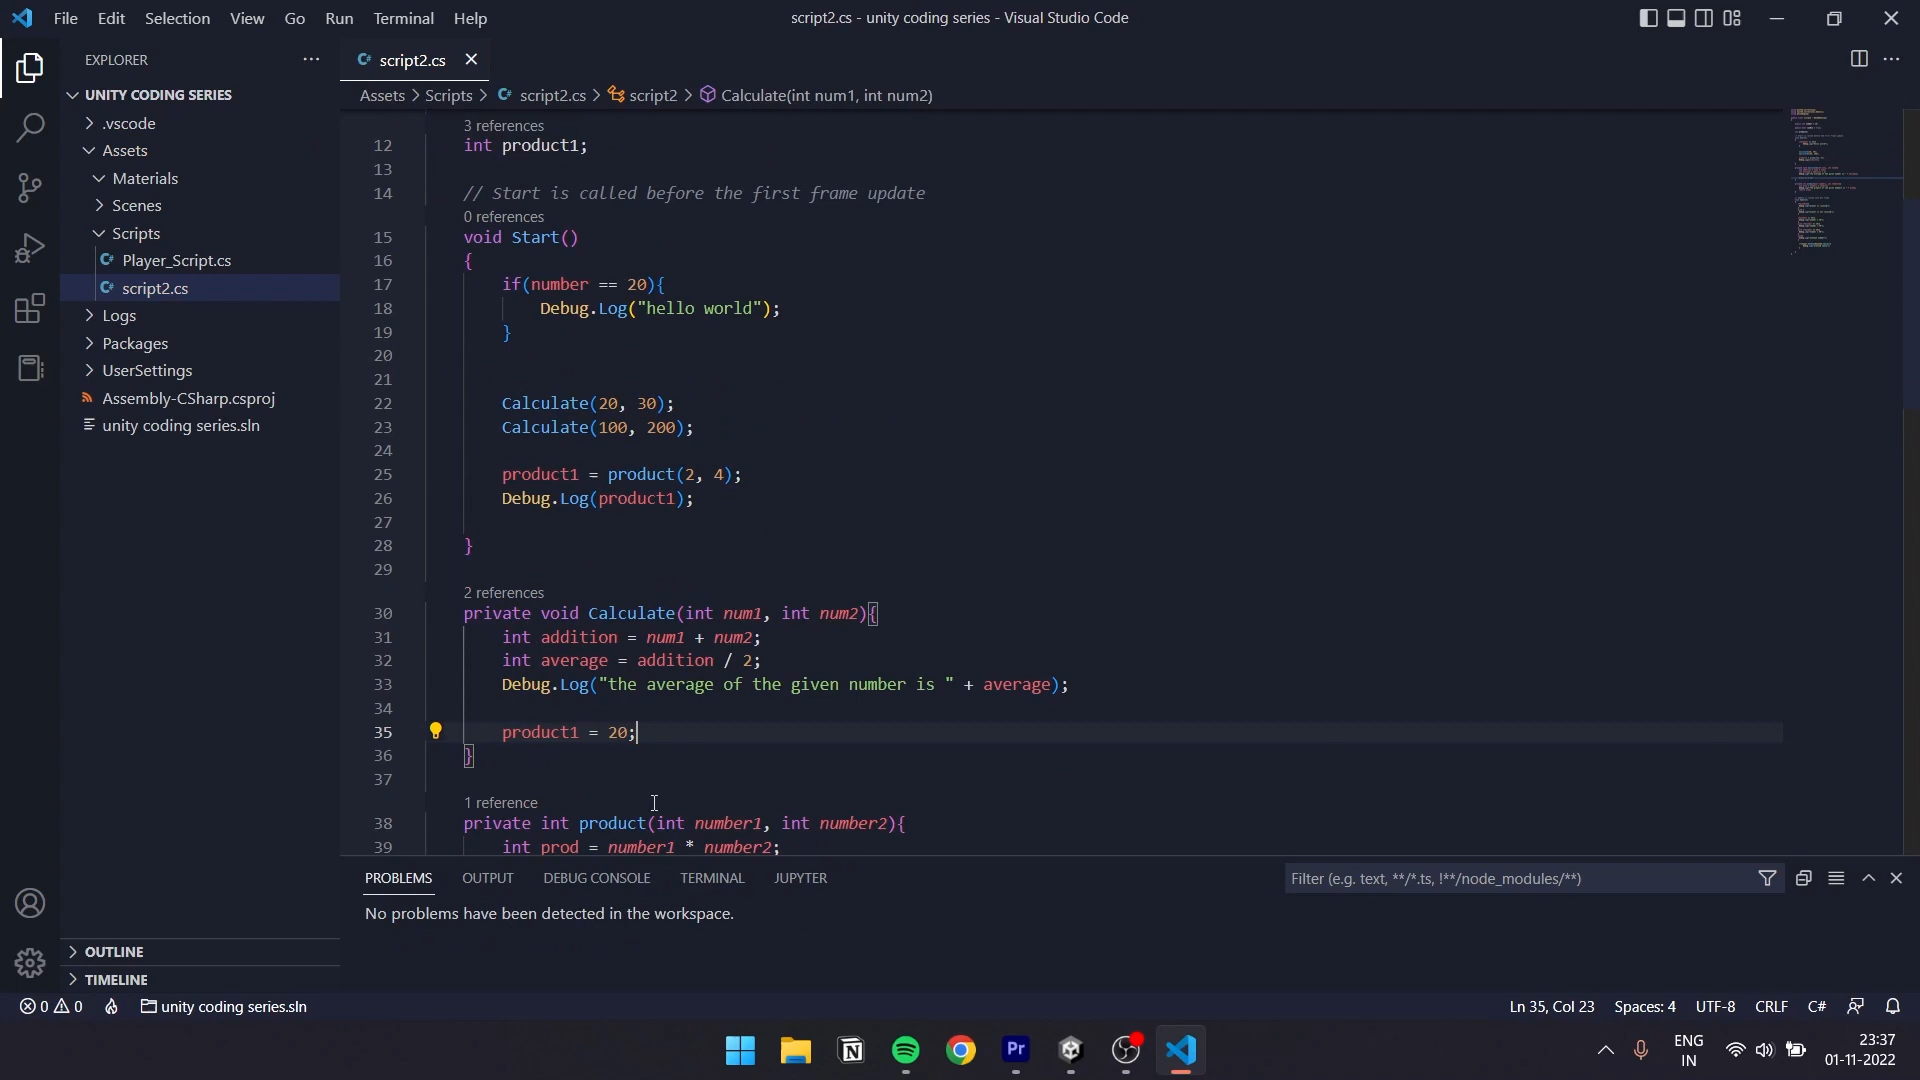 File Edit Selection View Go Run Terminal Help
script2.cs - unity coding series - Visual Studio Code
EXPLORER
UNITY CODING SERIES
.vscode
Assets
Materials
Scenes
Scripts
Player_Script.cs
script2.cs
Logs
Packages
UserSettings
Assembly-CSharp.csproj
unity coding series.sln
OUTLINE
TIMELINE
C# script2.cs
Assets > Scripts > C# script2.cs > script2 > Calculate(int num1, int num2)
3 references
12 int product1;
13
14 // Start is called before the first frame update
0 references
15 void Start()
16 {
17 if(number == 20){
18 Debug.Log("hello world");
19 }
20
21
22 Calculate(20, 30);
23 Calculate(100, 200);
24
25 product1 = product(2, 4);
26 Debug.Log(product1);
27
28 }
29
2 references
30 private void Calculate(int num1, int num2){
31 int addition = num1 + num2;
32 int average = addition / 2;
33 Debug.Log("the average of the given number is " + average);
34
35 product1 = 20;
36 }
37
1 reference
38 private int product(int number1, int number2){
39 int prod = number1 * number2;
PROBLEMS OUTPUT DEBUG CONSOLE TERMINAL JUPYTER
Filter (e.g. text, **/*.ts, !**/node_modules/**)
No problems have been detected in the workspace.
0 0 unity coding series.sln
Ln 35, Col 23 Spaces: 4 UTF-8 CRLF C#
Pr
ENG
IN
23:37
01-11-2022